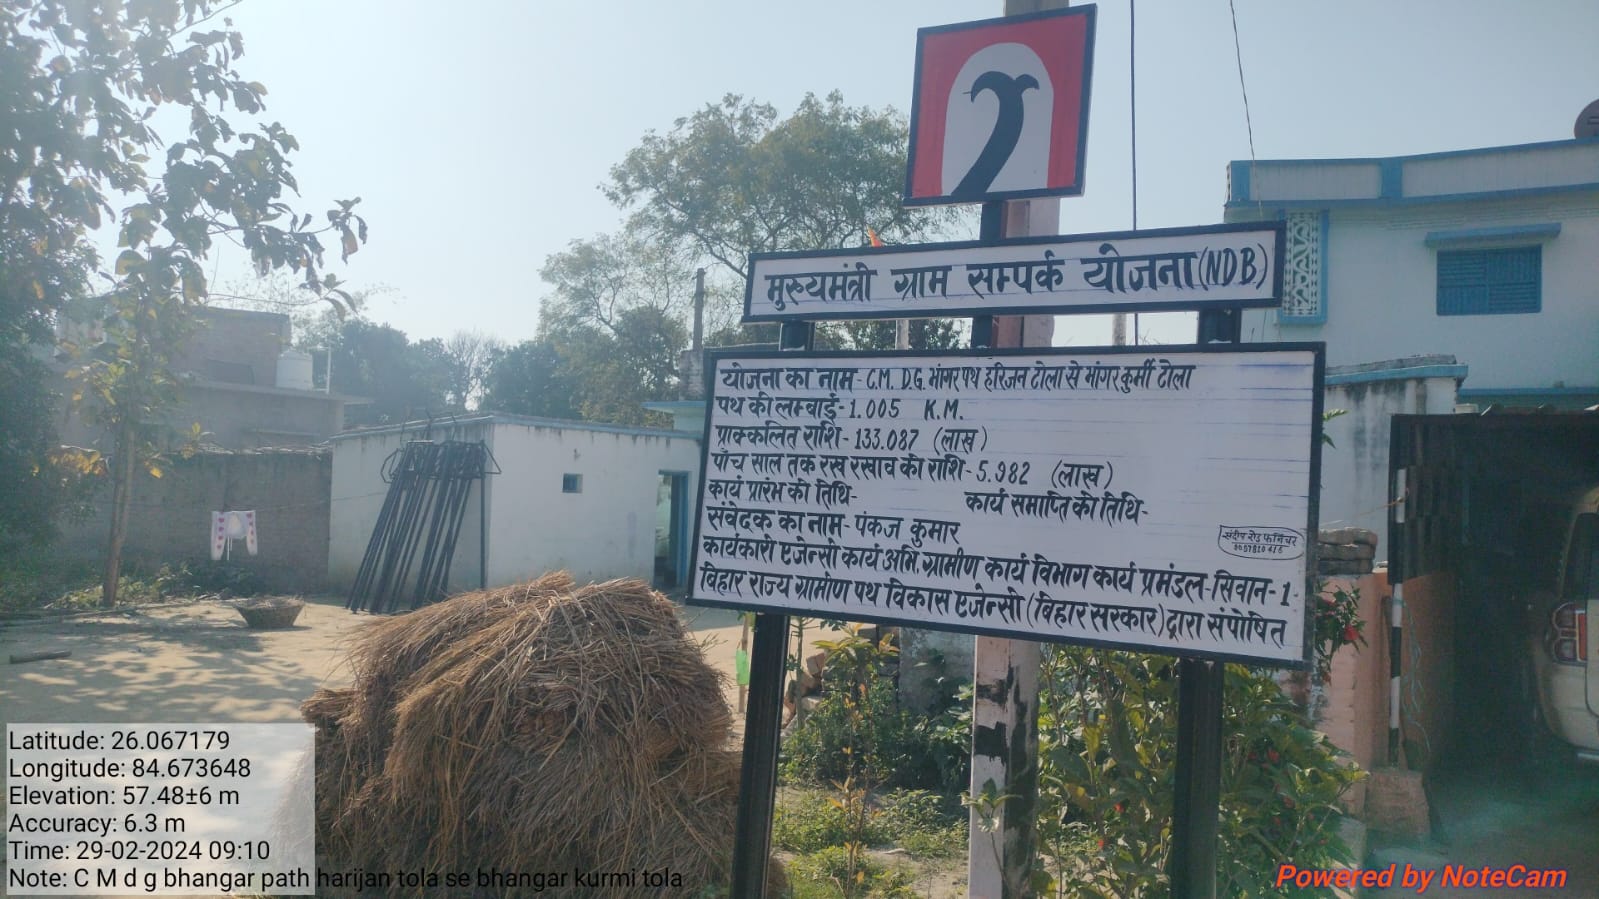 मुख्यमंत्री ग्राम सम्पर्क योजना (NDB)
योजना का नाम - C.M. D.G. भांगर पथ हरिजन टोला से भांगर कुर्मी टोला
पथ की लम्बाई - 1.005 K.M.
प्राक्कलित राशि - 133.087 (लाख)
पाँच साल तक रख रखाव की राशि - 5.982 (लाख)
कार्य प्रारंभ की तिथि- कार्य समाप्ति की तिथि-
संवेदक का नाम - पंकज कुमार
कार्यकारी एजेन्सी कार्य अभि. ग्रामीण कार्य विभाग कार्य प्रमंडल-सिवान-1
बिहार राज्य ग्रामीण पथ विकास एजेन्सी (बिहार सरकार) द्वारा संपोषित
Latitude: 26.067179
Longitude: 84.673648
Elevation: 57.48±6 m
Accuracy: 6.3 m
Time: 29-02-2024 09:10
Note: C M d g bhangar path harijan tola se bhangar kurmi tola
Powered by NoteCam